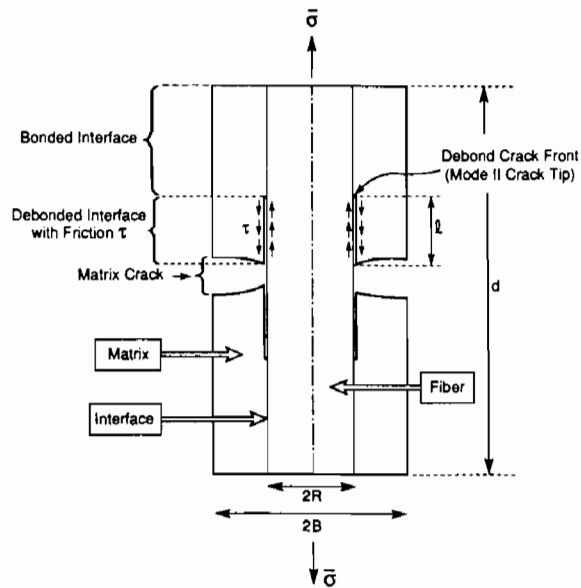 σ̄
Bonded Interface
Debond Crack Front
(Mode II Crack Tip)
Debonded Interface
with Friction τ
τ
ℓ
Matrix Crack
d
Matrix
Fiber
Interface
2R
2B
σ̄